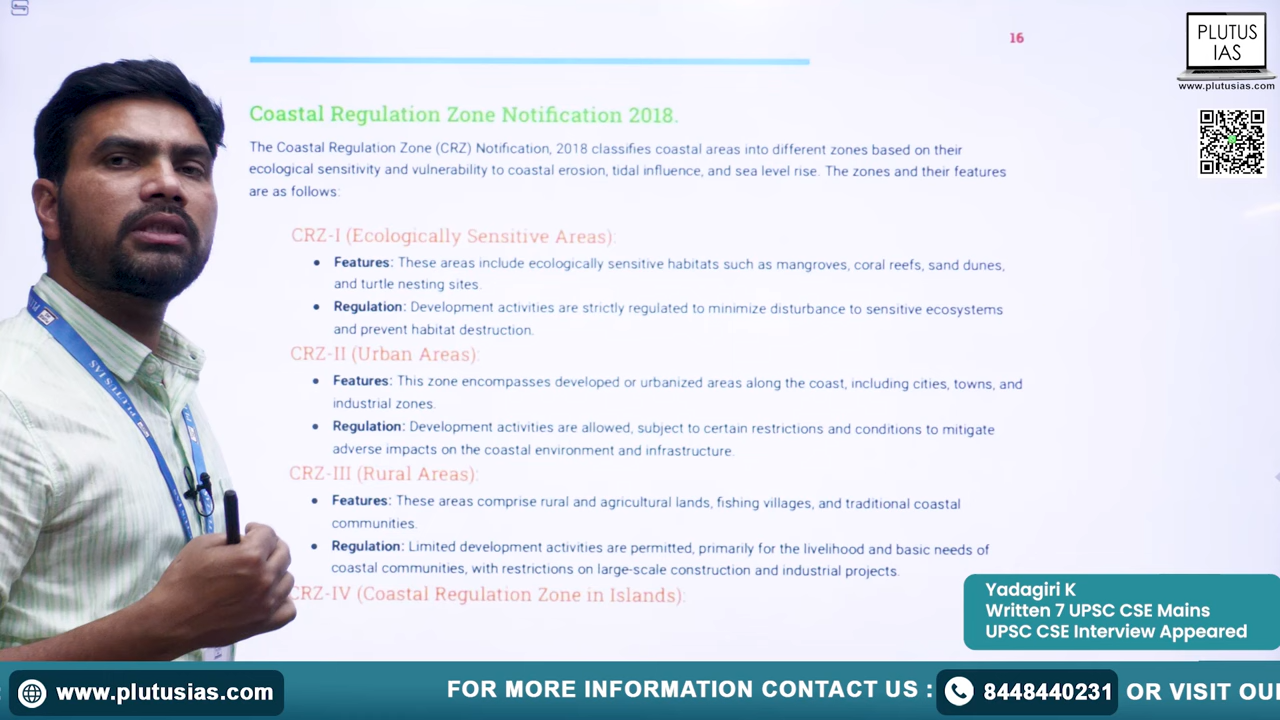 16
PLUTUS
IAS
www.plutusias.com
Coastal Regulation Zone Notification 2018.
The Coastal Regulation Zone (CRZ) Notification, 2018 classifies coastal areas into different zones based on their
ecological sensitivity and vulnerability to coastal erosion, tidal influence, and sea level rise. The zones and their features
are as follows:
CRZ-I (Ecologically Sensitive Areas):
• Features: These areas include ecologically sensitive habitats such as mangroves, coral reefs, sand dunes,
and turtle nesting sites.
• Regulation: Development activities are strictly regulated to minimize disturbance to sensitive ecosystems
and prevent habitat destruction.
CRZ-II (Urban Areas):
• Features: This zone encompasses developed or urbanized areas along the coast, including cities, towns, and
industrial zones.
• Regulation: Development activities are allowed, subject to certain restrictions and conditions to mitigate
adverse impacts on the coastal environment and infrastructure.
CRZ-III (Rural Areas):
• Features: These areas comprise rural and agricultural lands, fishing villages, and traditional coastal
communities.
• Regulation: Limited development activities are permitted, primarily for the livelihood and basic needs of
coastal communities, with restrictions on large-scale construction and industrial projects.
CRZ-IV (Coastal Regulation Zone in Islands):
PLUTUS IAS
Yadagiri K
Written 7 UPSC CSE Mains
UPSC CSE Interview Appeared
www.plutusias.com
FOR MORE INFORMATION CONTACT US :
8448440231
OR VISIT OUI